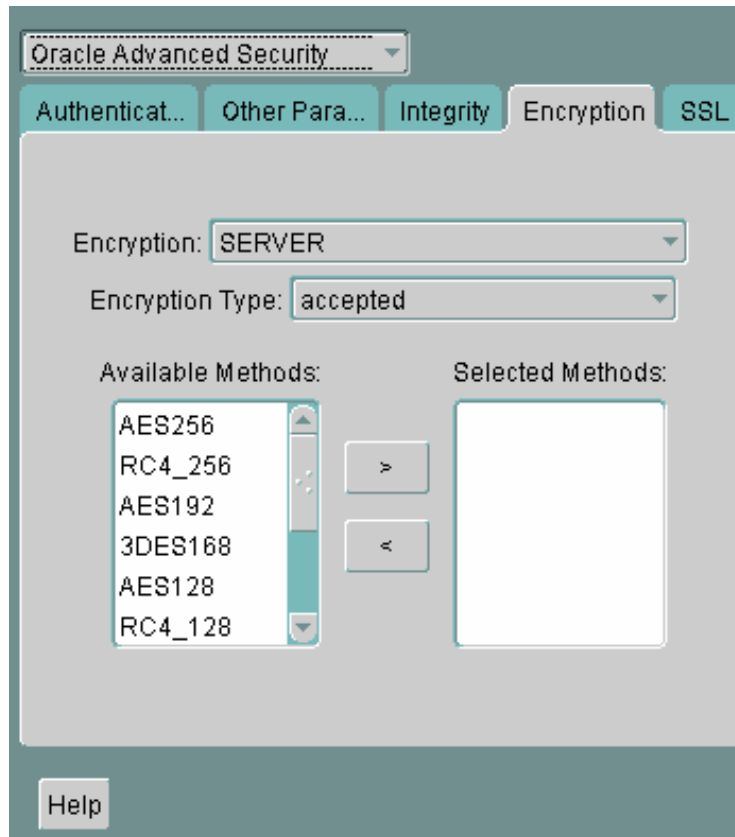 Oracle Advanced Security
Authenticat... Other Para... Integrity Encryption SSL
Encryption: SERVER
Encryption Type: accepted
Available Methods: Selected Methods:
AES256
RC4_256
>
AES192
3DES168
<
AES128
RC4_128
Help